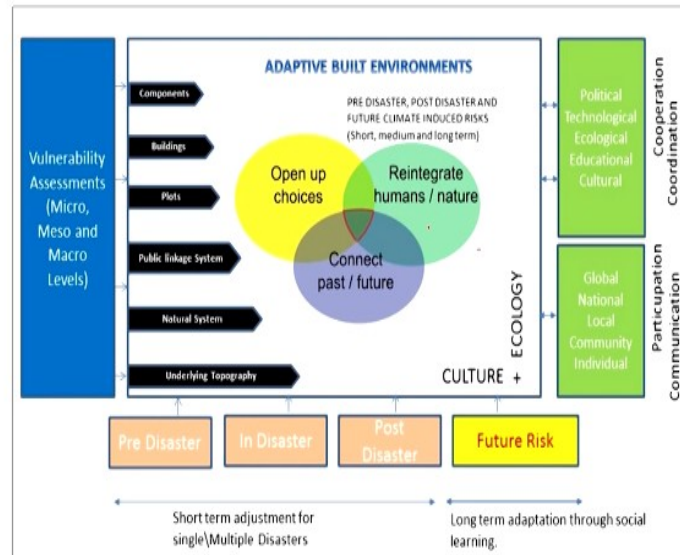 ADAPTIVE BUILT ENVIRONMENTS
PRE DISASTER, POST DISASTER AND
FUTURE CLIMATE INDUCED RISKS
(Short, medium and long term)
Vulnerability
Assessments
(Micro,
Meso and
Macro
Levels)
Components
Buildings
Plots
Public linkage System
Natural System
Underlying Topography
Open up
choices
Reintegrate
humans / nature
Connect
past / future
CULTURE + ECOLOGY
Political
Technological
Ecological
Educational
Cultural
Cooperation
Coordination
Global
National
Local
Community
Individual
Particupation
Communication
Pre Disaster
In Disaster
Post
Disaster
Future Risk
Short term adjustment for
single\Multiple Disasters
Long term adaptation through social
learning.